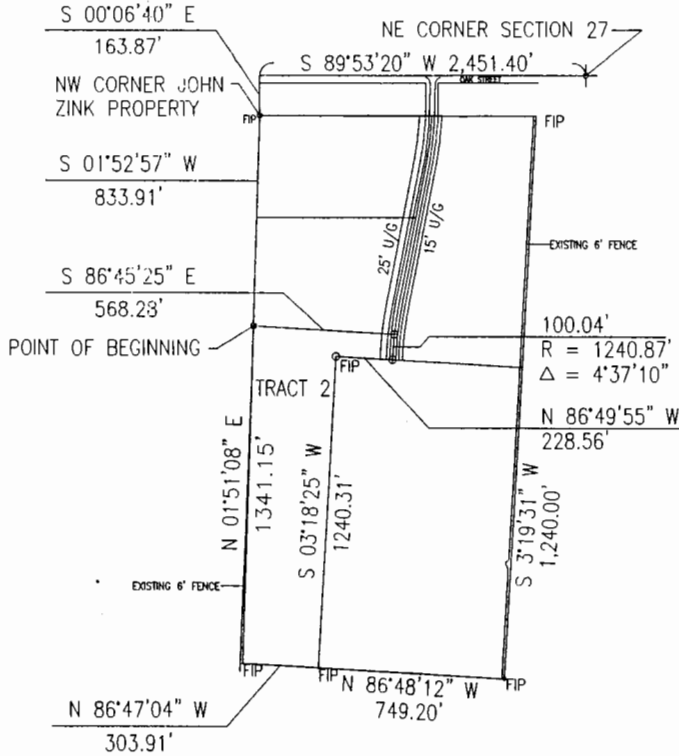 S 00°06'40" E
163.87'
NE CORNER SECTION 27
S 89°53'20" W 2,451.40'
OAK STREET
NW CORNER JOHN
ZINK PROPERTY
FIP
FIP
S 01°52'57" W
833.91'
25' U/G
15' U/G
EXISTING 6' FENCE
S 86°45'25" E
568.28'
POINT OF BEGINNING
100.04'
R = 1240.87'
Δ = 4°37'10"
FIP
TRACT 2
N 86°49'55" W
228.56'
N 01°51'08" E
1341.15'
S 03°18'25" W
1240.31'
S 3°19'31" W
1,240.00'
EXISTING 6' FENCE
FIP
FIP
FIP
N 86°48'12" W
749.20'
N 86°47'04" W
303.91'